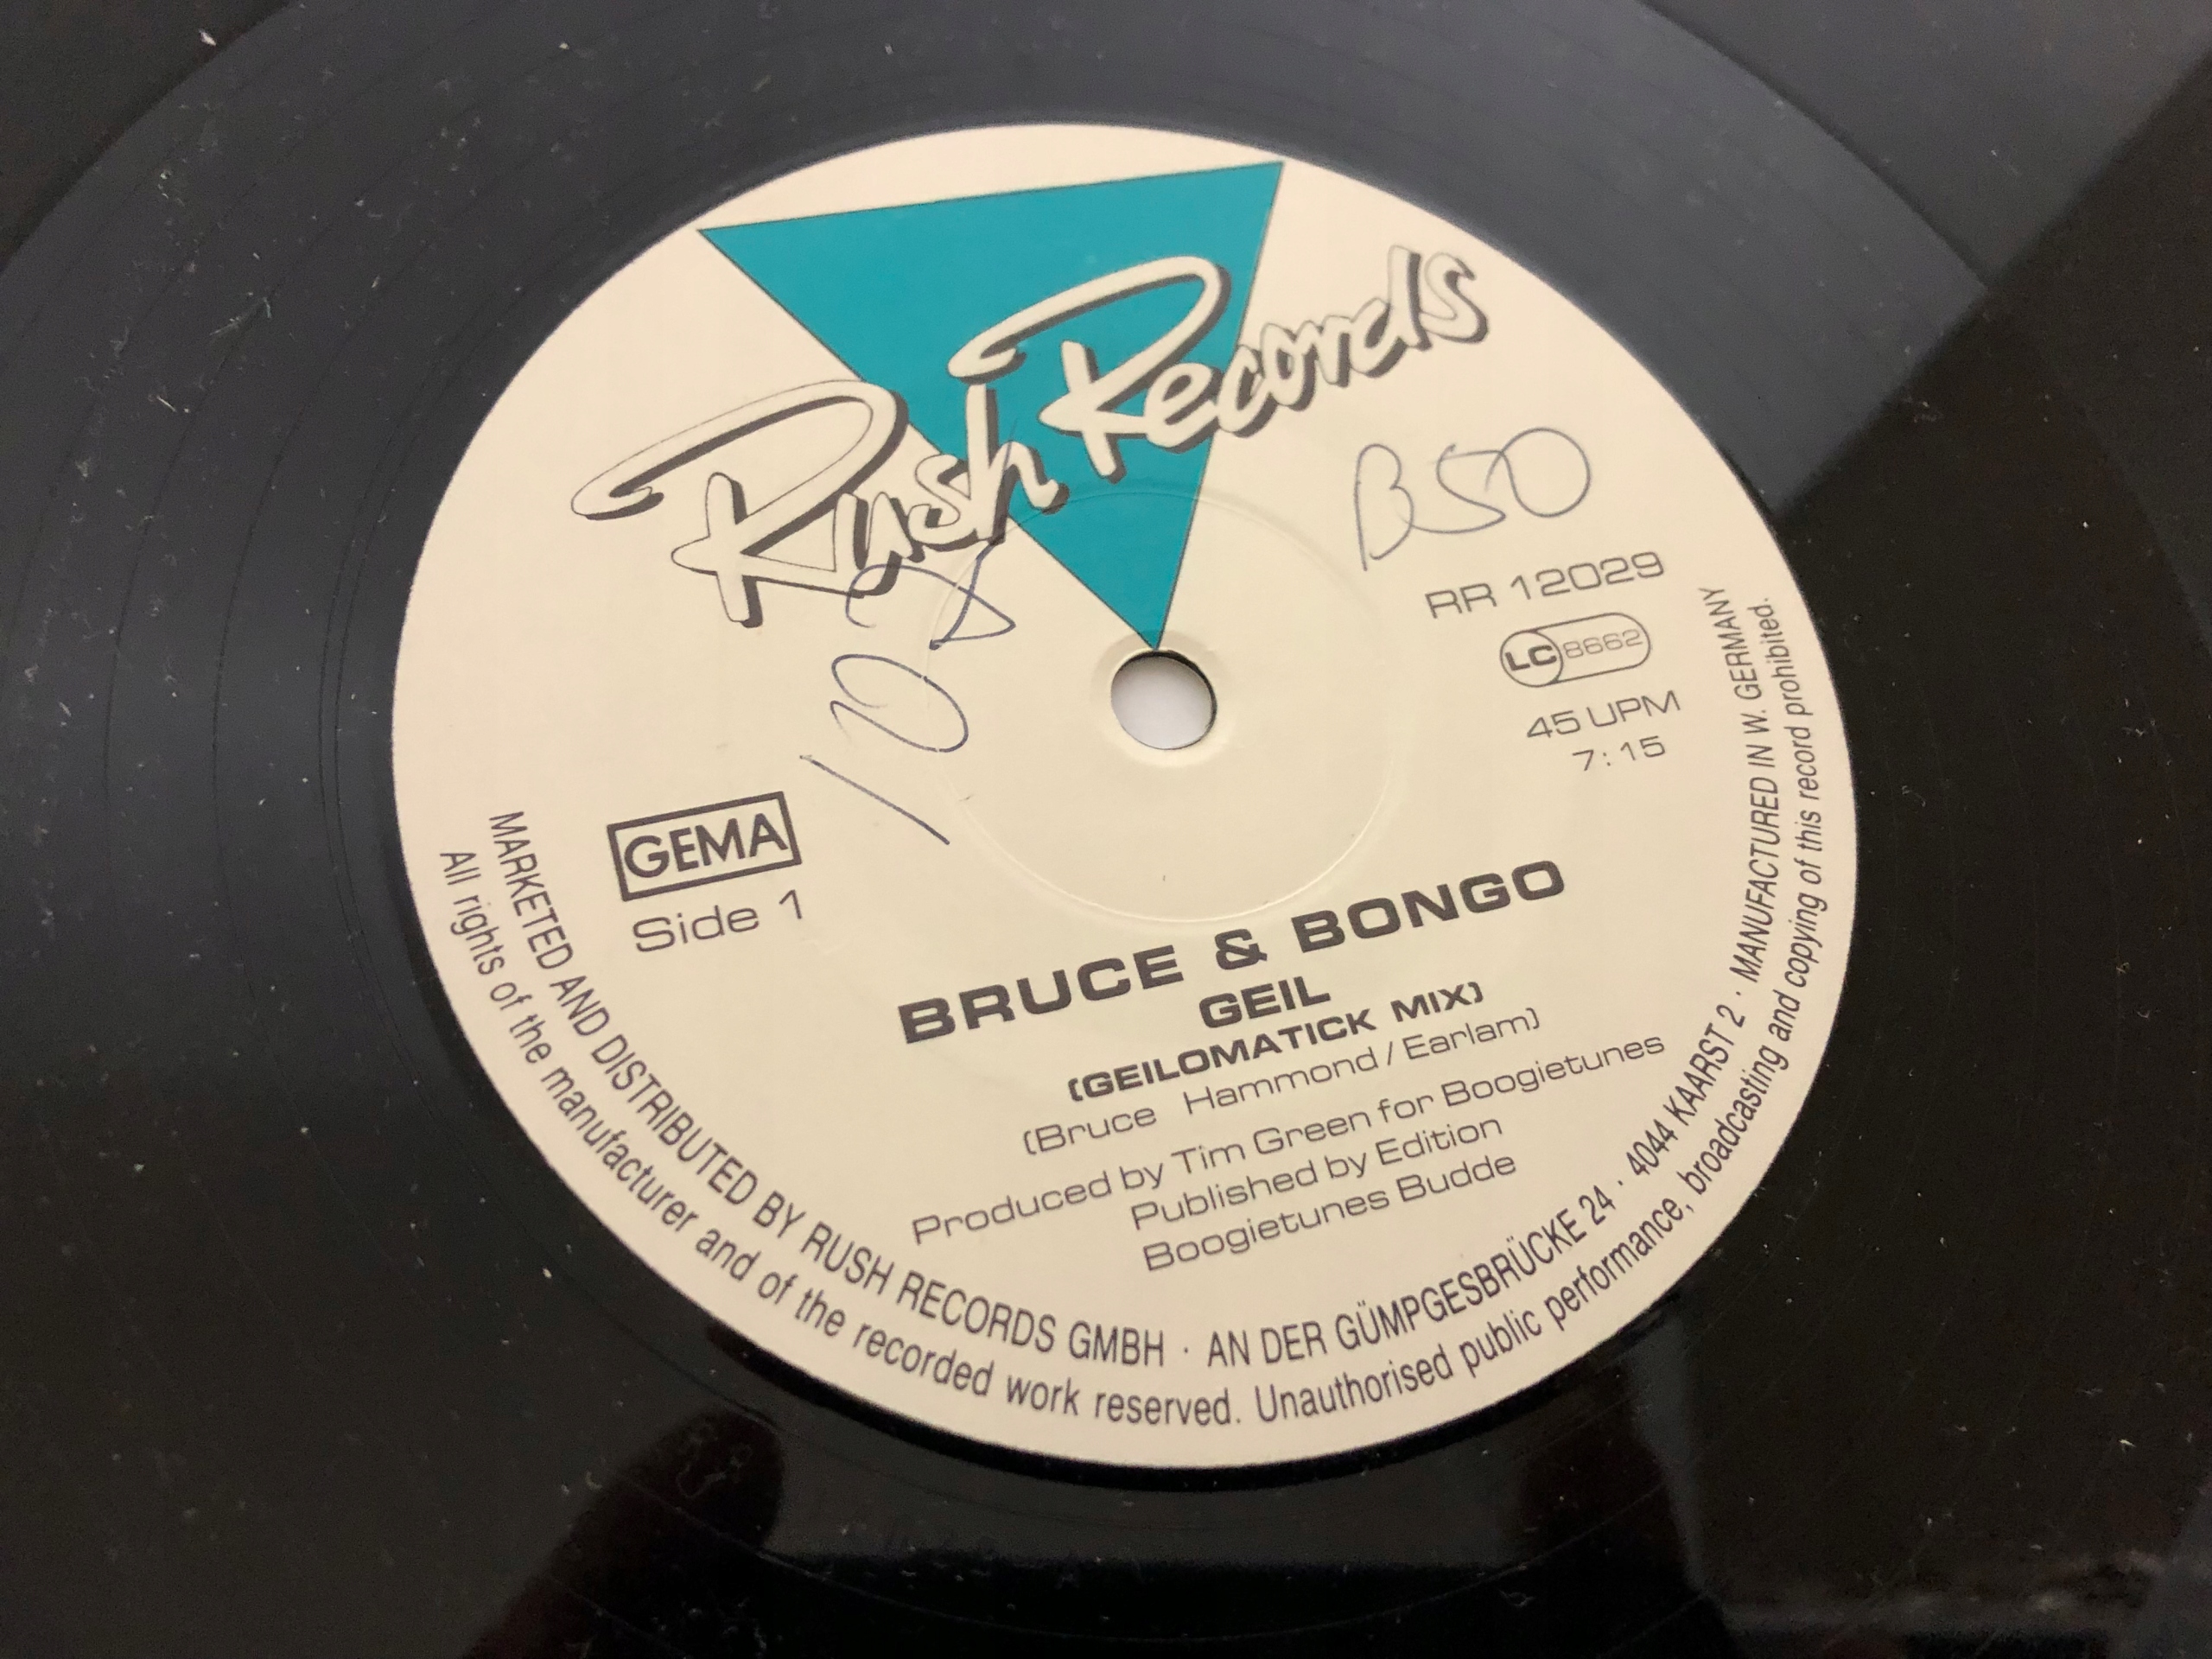 Rush Records
B50
108
RR 12029
LC 8662
45 UPM
7:15
GEMA
Side 1
BRUCE & BONGO
GEIL
(GEILOMATICK MIX)
(Bruce Hammond / Earlam)
Produced by Tim Green for Boogietunes
Published by Edition
Boogietunes Budde
MARKETED AND DISTRIBUTED BY RUSH RECORDS GMBH · AN DER GÜMPGESBRÜCKE 24 · 4044 KAARST 2 · MANUFACTURED IN W. GERMANY
All rights of the manufacturer and of the recorded work reserved. Unauthorised public performance, broadcasting and copying of this record prohibited.